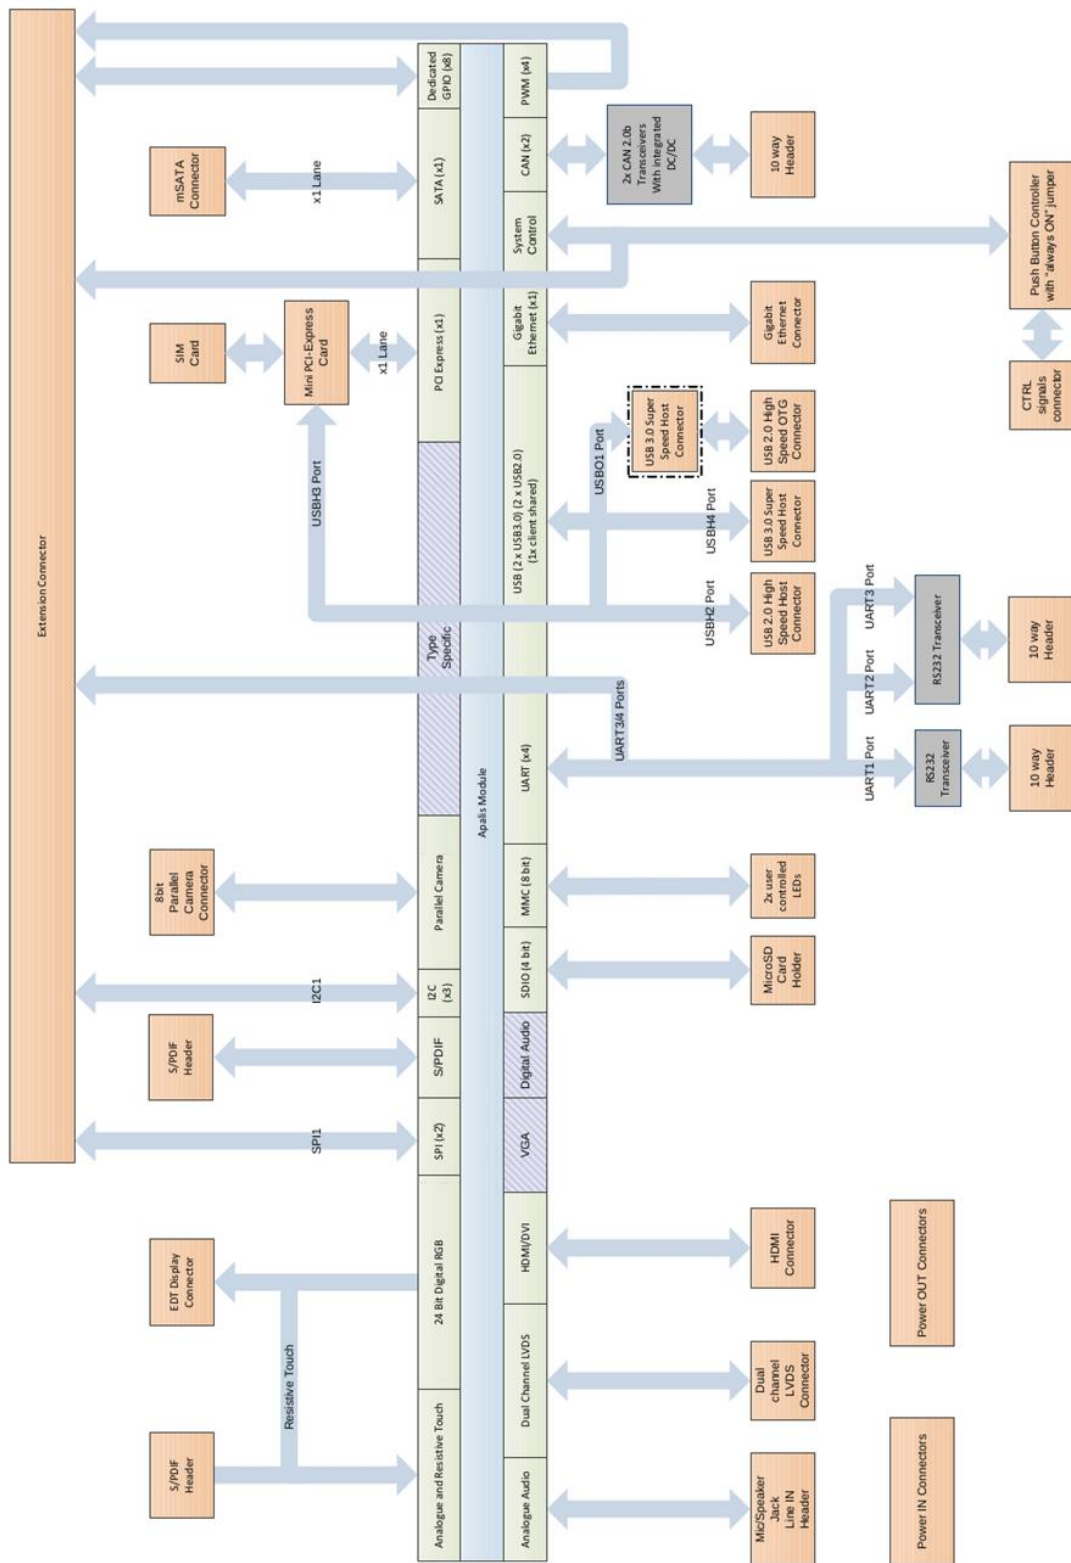 Extension Connector
mSATA
Connector
x1 Lane
SIM
Card
Mini PCI-Express
Card
x1 Lane
USBH3 Port
8bit
Parallel
Camera
Connector
I2C1
S/PDIF
Header
SPI1
EDT Display
Connector
Resistive Touch
S/PDIF
Header
Analogue and Resistive Touch
24 Bit Digital RGB
SPI (x2)
S/PDIF
I2C
(x3)
Parallel Camera
Type
Specific
PCI Express (x1)
SATA (x1)
Dedicated
GPIO (x8)
Apalis Module
Analogue Audio
Dual Channel LVDS
HDMI/DVI
VGA
Digital Audio
SDIO (4 bit)
MMC (8 bit)
UART (x4)
USB (2 x USB3.0) (2 x USB2.0)
(1x client shared)
Gigabit
Ethernet (x1)
System
Control
CAN (x2)
PWM (x4)
UART3/4 Ports
USBO1 Port
USBH4 Port
USBH2 Port
2x CAN 2.0b
Transceivers
With integrated
DC/DC
10 way
Header
USB 3.0 Super
Speed Host
Connector
Mic/Speaker
Jack
Line IN
Header
Dual
channel
LVDS
Connector
HDMI
Connector
MicroSD
Card
Holder
2x user
controlled
LEDs
USB 2.0 High
Speed Host
Connector
USB 3.0 Super
Speed Host
Connector
USB 2.0 High
Speed OTG
Connector
Gigabit
Ethernet
Connector
UART1 Port
UART2 Port
UART3 Port
RS232
Transceiver
RS232 Transceiver
10 way
Header
10 way
Header
CTRL
signals
connector
Push Button Controller
with "always ON" jumper
Power IN Connectors
Power OUT Connectors